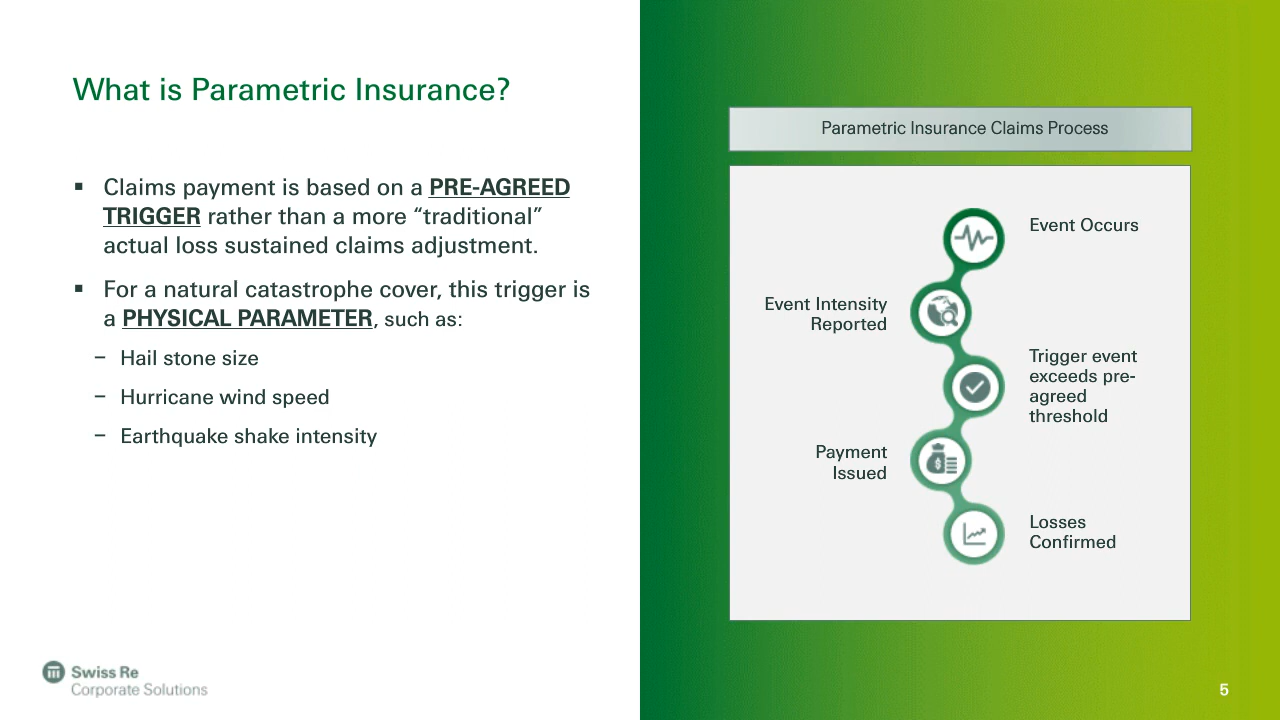 What is Parametric Insurance?
▪ Claims payment is based on a PRE-AGREED
TRIGGER rather than a more “traditional”
actual loss sustained claims adjustment.
▪ For a natural catastrophe cover, this trigger is
a PHYSICAL PARAMETER, such as:
– Hail stone size
– Hurricane wind speed
– Earthquake shake intensity
Parametric Insurance Claims Process
Event Occurs
Event Intensity
Reported
Trigger event
exceeds pre-
agreed
threshold
Payment
Issued
Losses
Confirmed
Swiss Re
Corporate Solutions
5